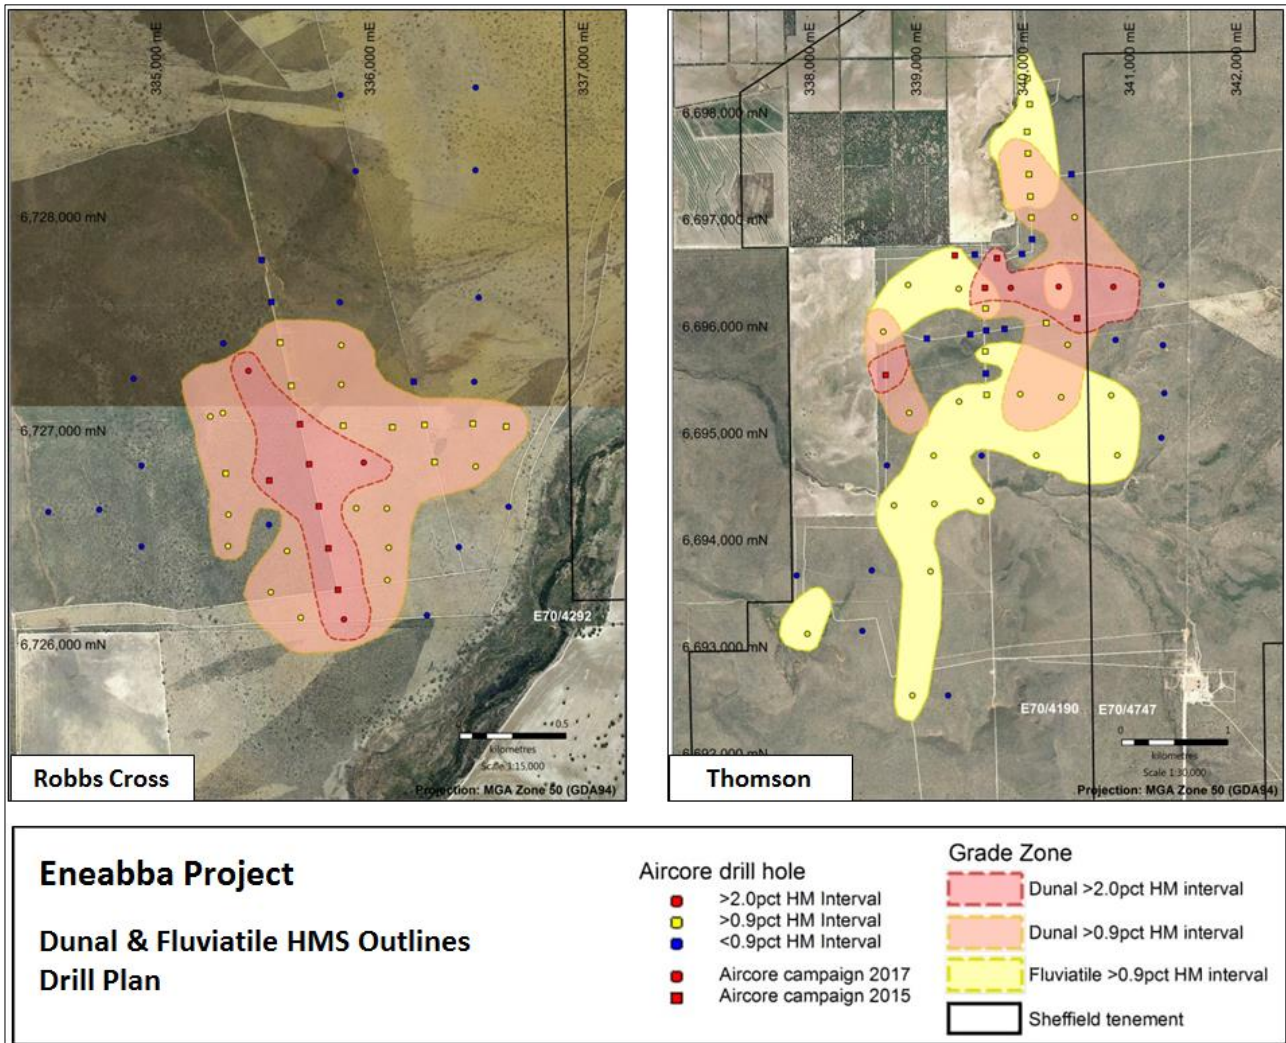 335,000 mE
336,000 mE
337,000 mE
6,728,000 mN
6,727,000 mN
6,726,000 mN
E70/4292
0.5
kilometres
Scale 1:15,000
Projection: MGA Zone 50 (GDA94)
Robbs Cross
338,000 mE
339,000 mE
340,000 mE
341,000 mE
342,000 mE
6,698,000 mN
6,697,000 mN
6,696,000 mN
6,695,000 mN
6,694,000 mN
6,693,000 mN
6,692,000 mN
E70/4190
E70/4747
0 1
kilometres
Scale 1:30,000
Projection: MGA Zone 50 (GDA94)
Thomson
Eneabba Project
Dunal & Fluviatile HMS Outlines
Drill Plan
Aircore drill hole
>2.0pct HM Interval
>0.9pct HM Interval
<0.9pct HM Interval
Aircore campaign 2017
Aircore campaign 2015
Grade Zone
Dunal >2.0pct HM interval
Dunal >0.9pct HM interval
Fluviatile >0.9pct HM interval
Sheffield tenement